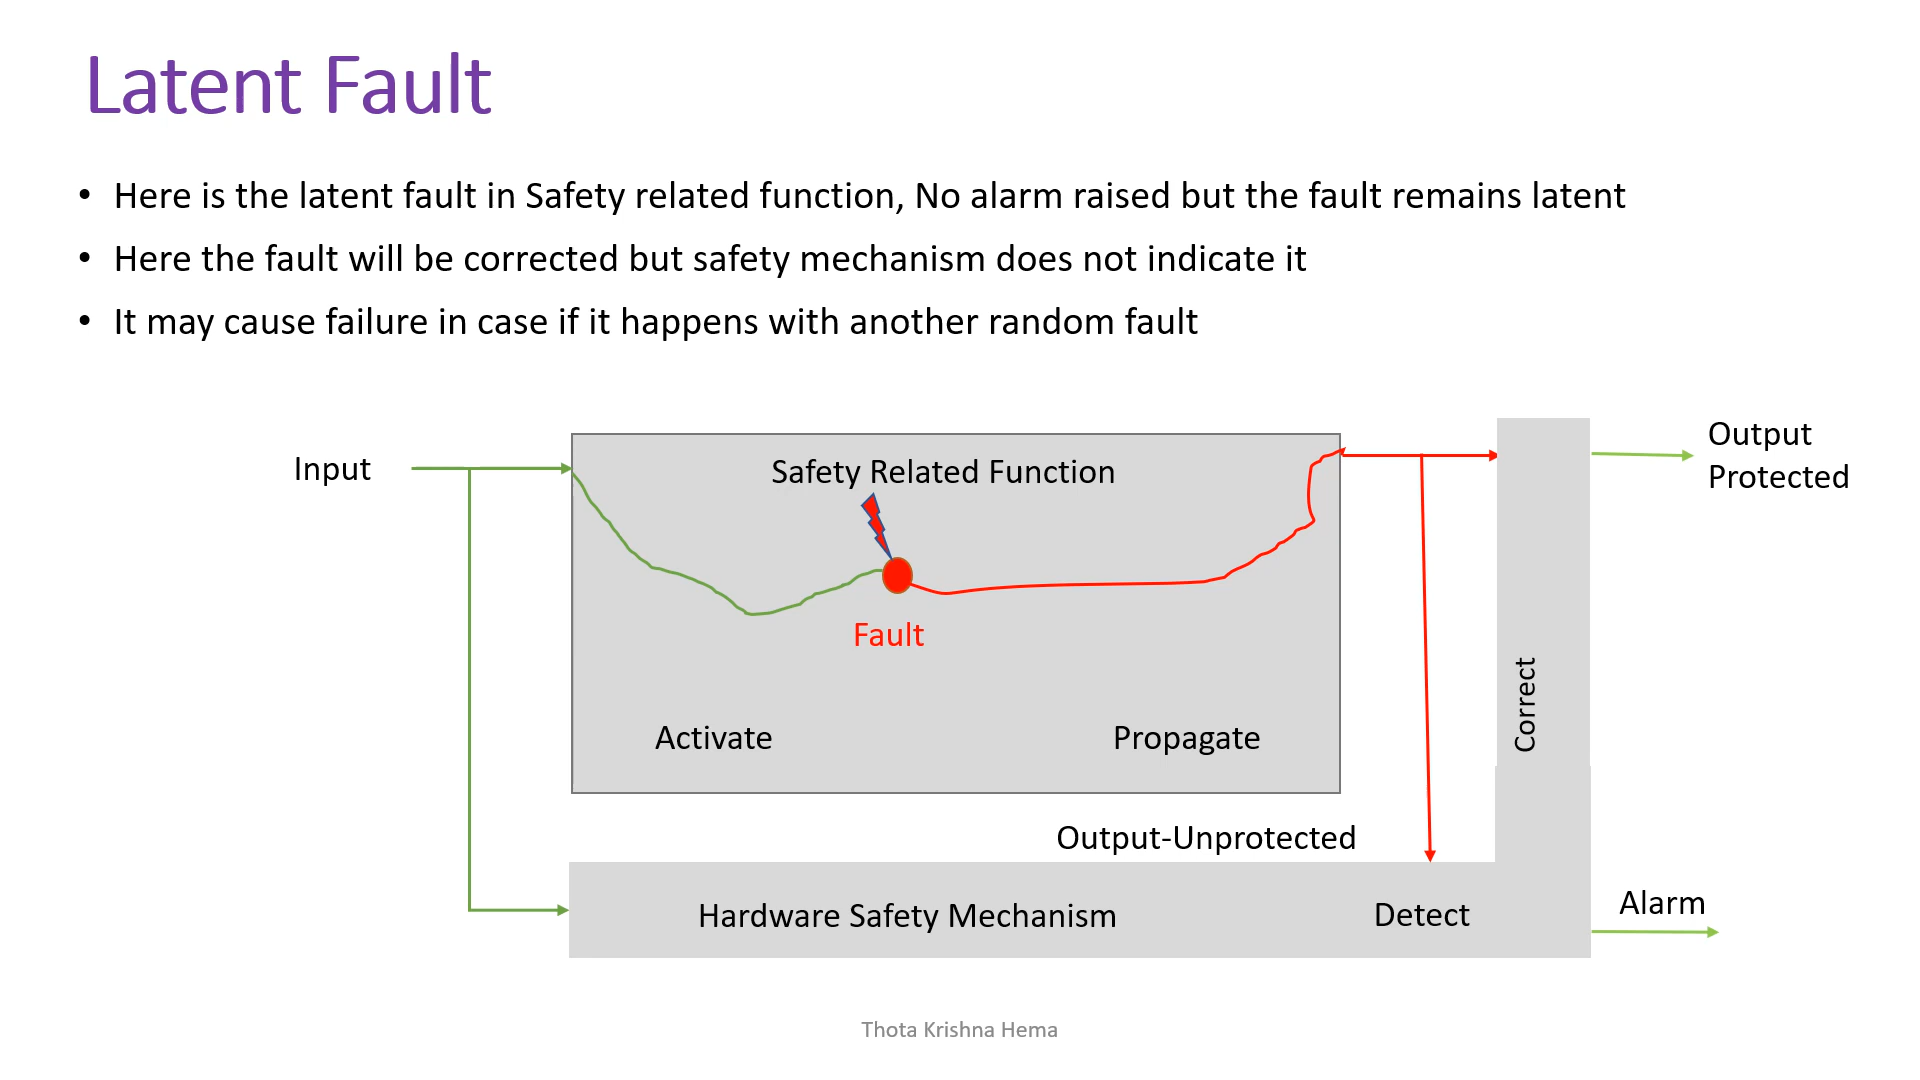 Latent Fault
• Here is the latent fault in Safety related function, No alarm raised but the fault remains latent
• Here the fault will be corrected but safety mechanism does not indicate it
• It may cause failure in case if it happens with another random fault
Input
Safety Related Function
Output
Protected
Fault
Correct
Activate
Propagate
Output-Unprotected
Hardware Safety Mechanism
Detect
Alarm
Thota Krishna Hema